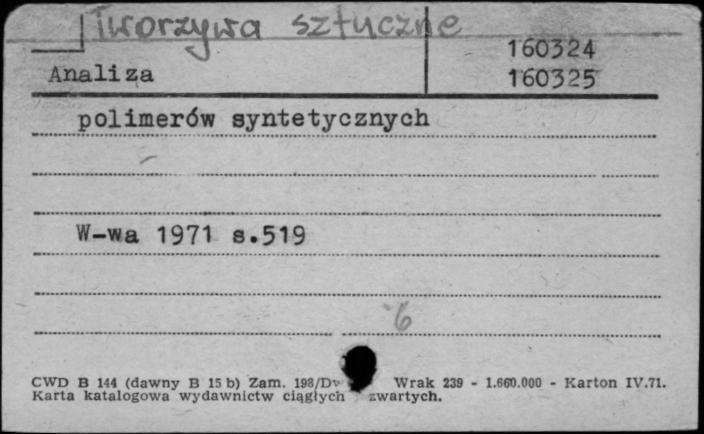 Tworzywa sztuczne
160324
Analiza
160325
polimerów syntetycznych
W-wa 1971 s.519
6
CWD B 144 (dawny B 15 b) Zam. 198/D Wrak 239 - 1.660.000 - Karton IV.71.
Karta katalogowa wydawnictw ciągłych zwartych.